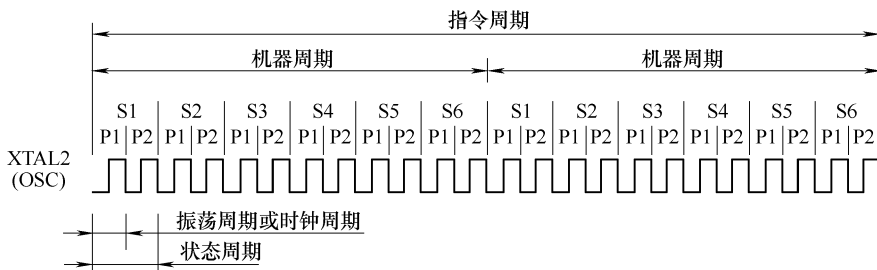 指令周期
机器周期 机器周期
S1 S2 S3 S4 S5 S6 S1 S2 S3 S4 S5 S6
P1 P2 P1 P2 P1 P2 P1 P2 P1 P2 P1 P2 P1 P2 P1 P2 P1 P2 P1 P2 P1 P2 P1 P2
XTAL2
(OSC)
振荡周期或时钟周期
状态周期